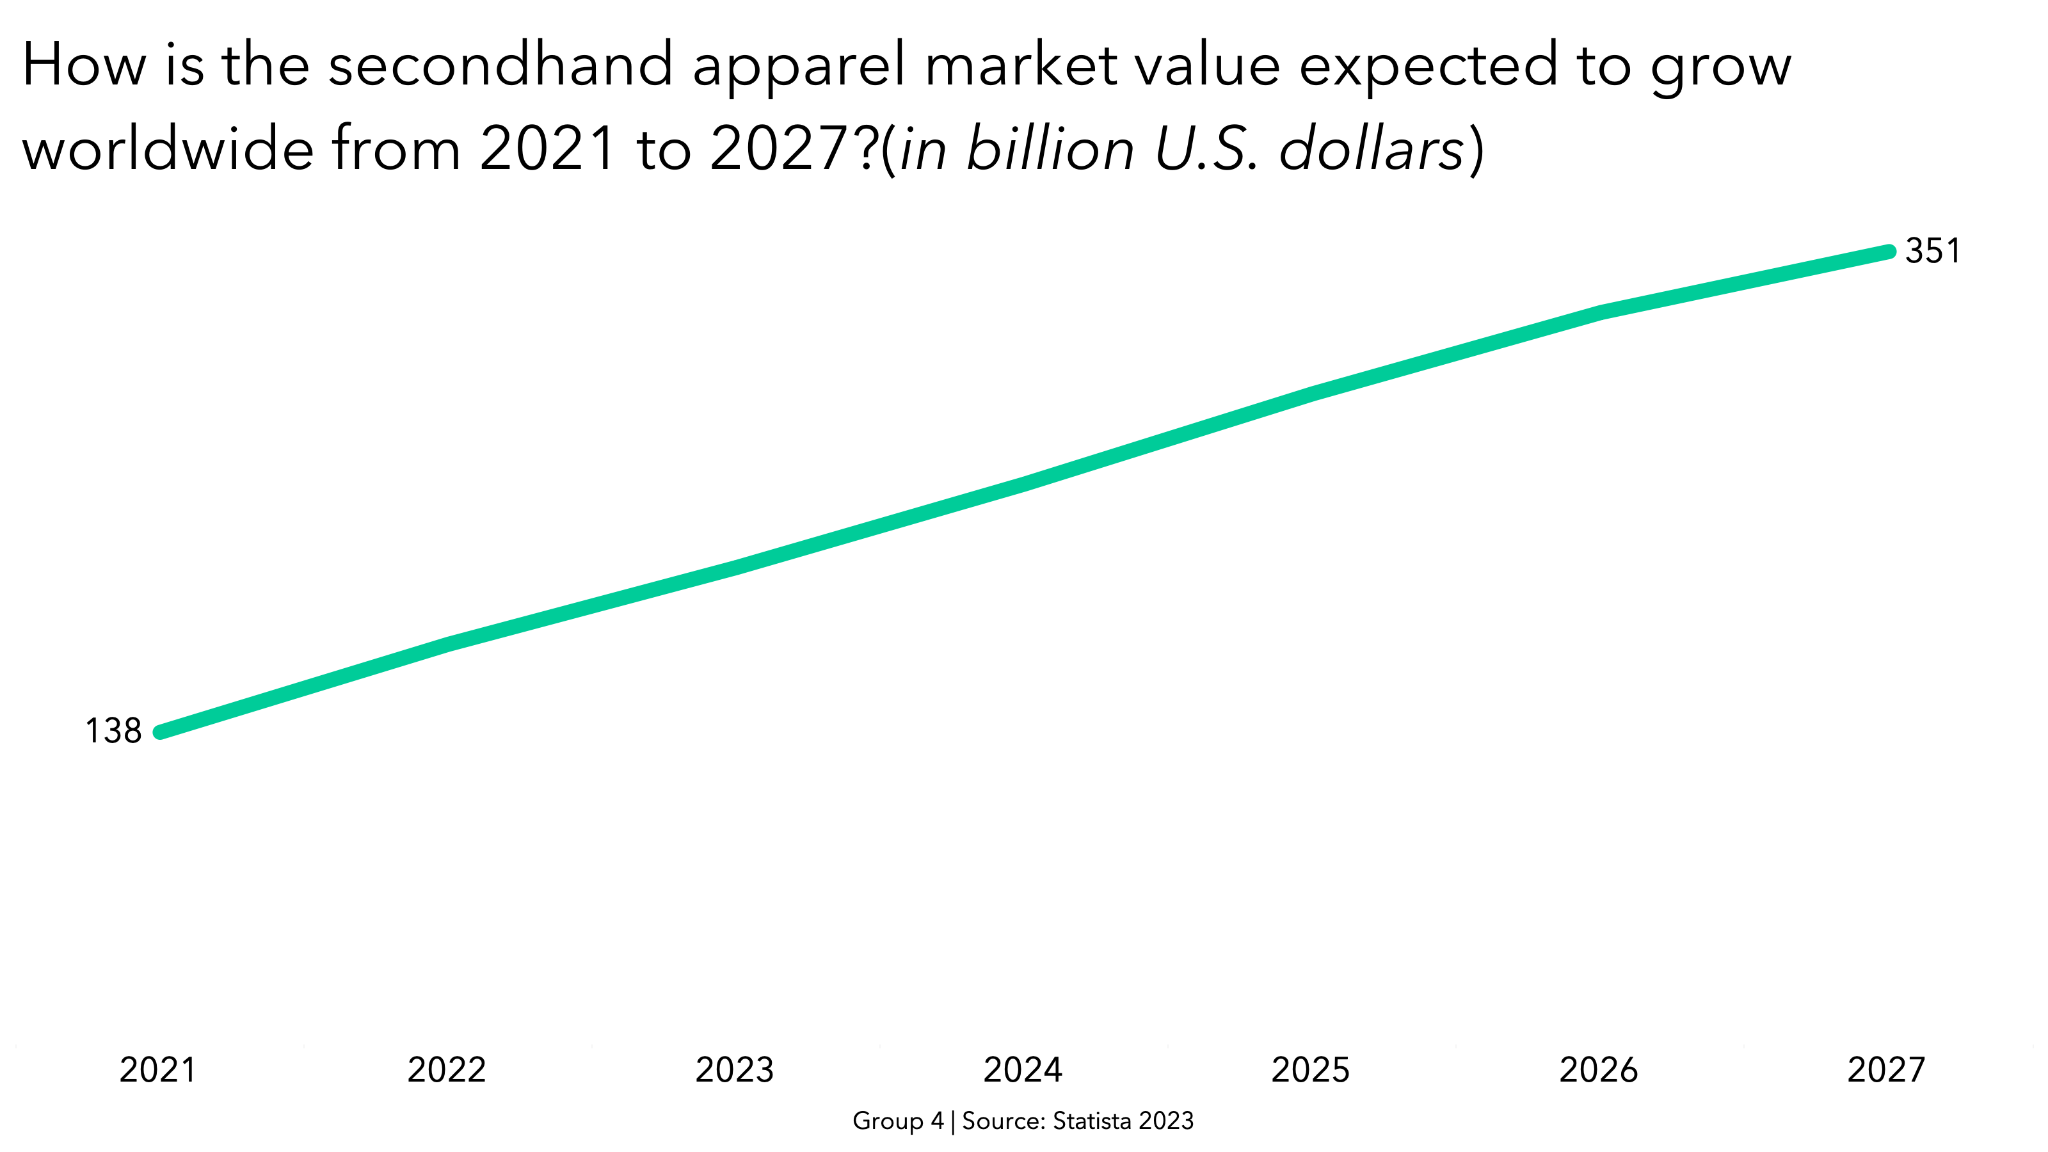 How is the secondhand apparel market value expected to grow
worldwide from 2021 to 2027?(in billion U.S. dollars)
351
138
2021 2022 2023 2024 2025 2026 2027
Group 4 | Source: Statista 2023